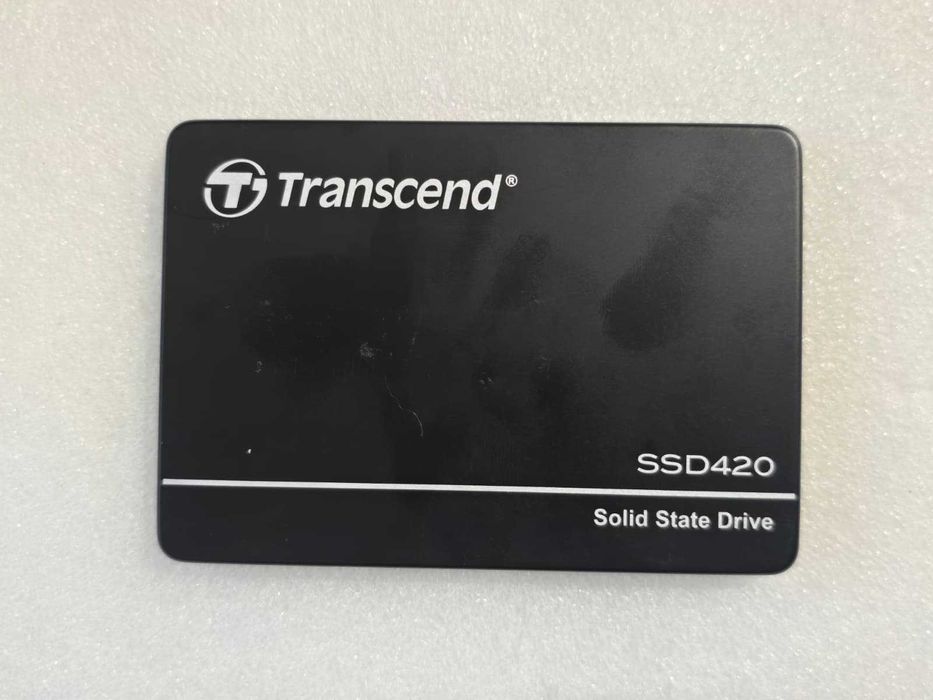 Transcend®
SSD420
Solid State Drive